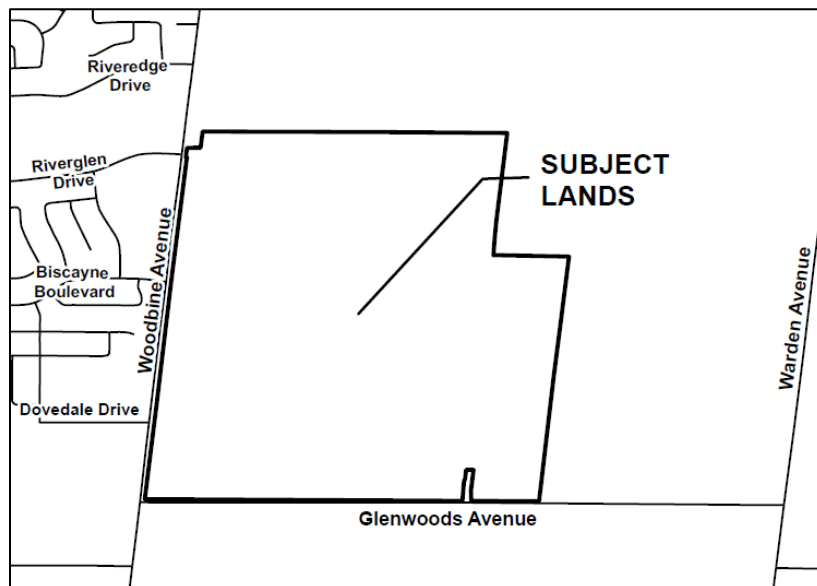 Riveredge
Drive
SUBJECT
LANDS
Riverglen
Drive
Woodbine Avenue
Biscayne
Boulevard
Warden Avenue
Dovedale Drive
Glenwoods Avenue